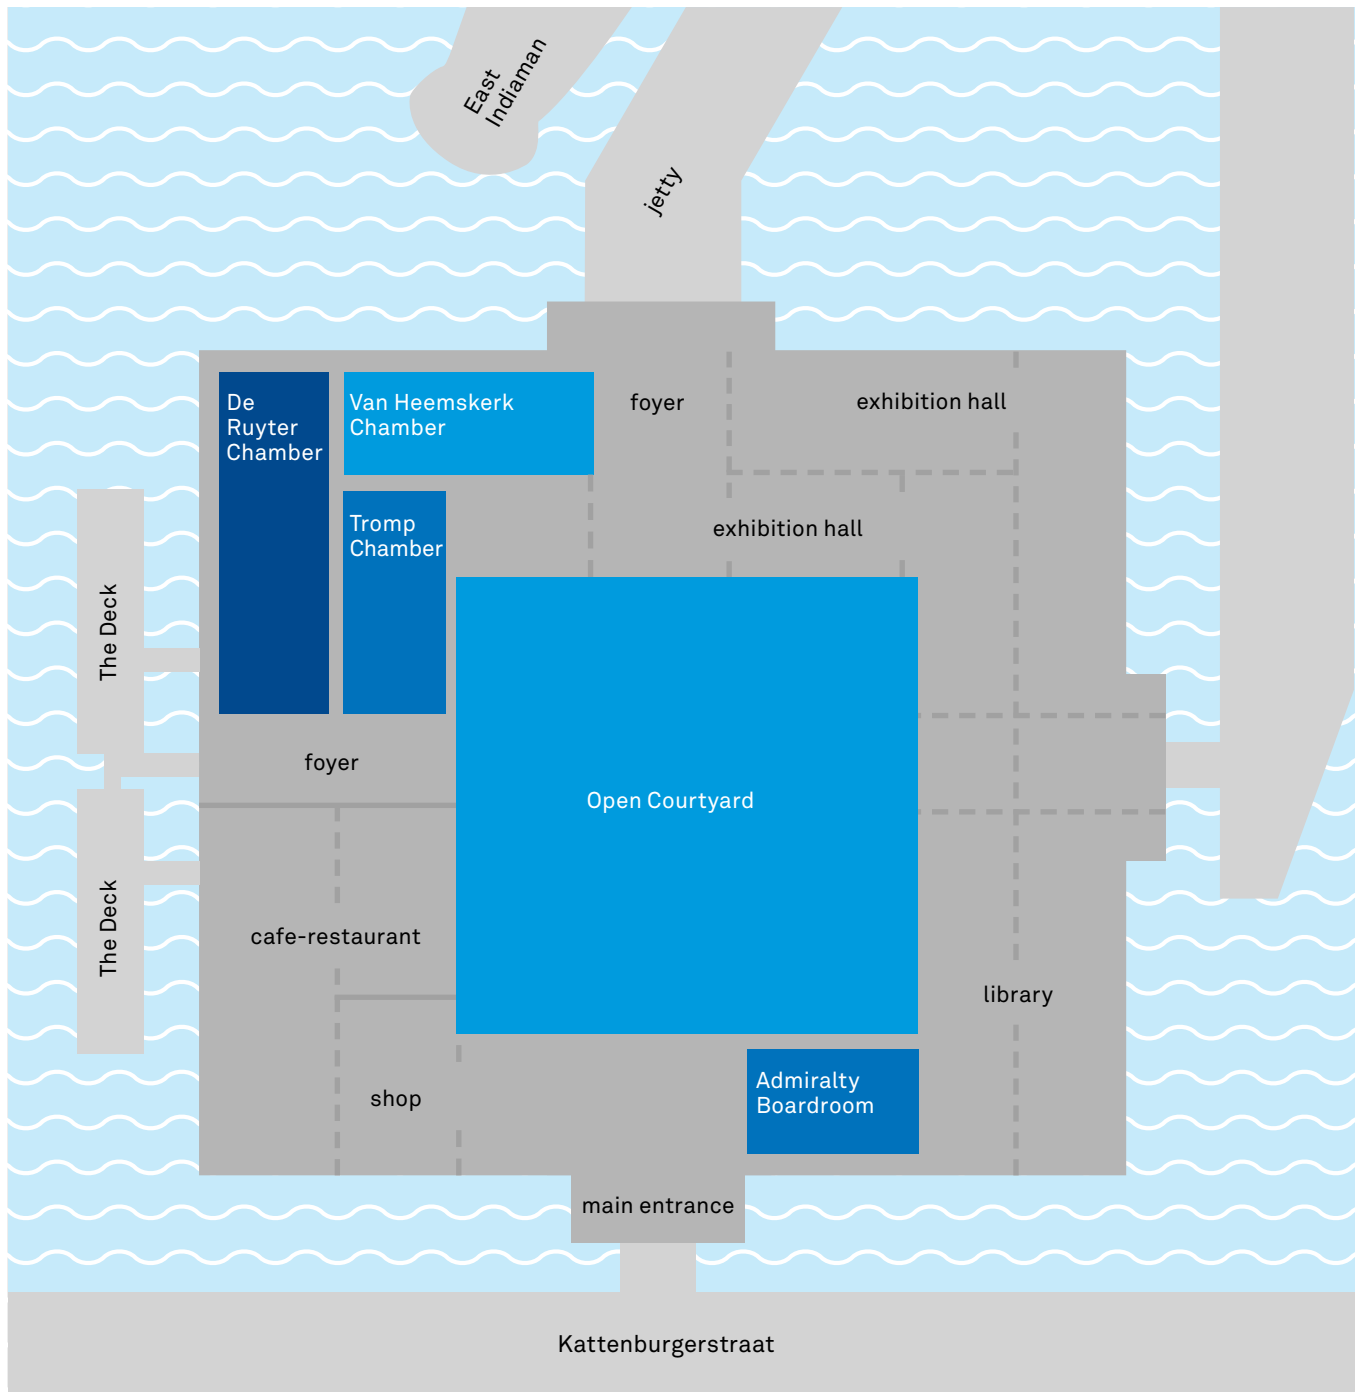 East
Indiaman
jetty
De
Ruyter
Chamber
Van Heemskerk
Chamber
foyer
exhibition hall
Tromp
Chamber
exhibition hall
The Deck
foyer
Open Courtyard
The Deck
cafe-restaurant
library
shop
Admiralty
Boardroom
main entrance
Kattenburgerstraat